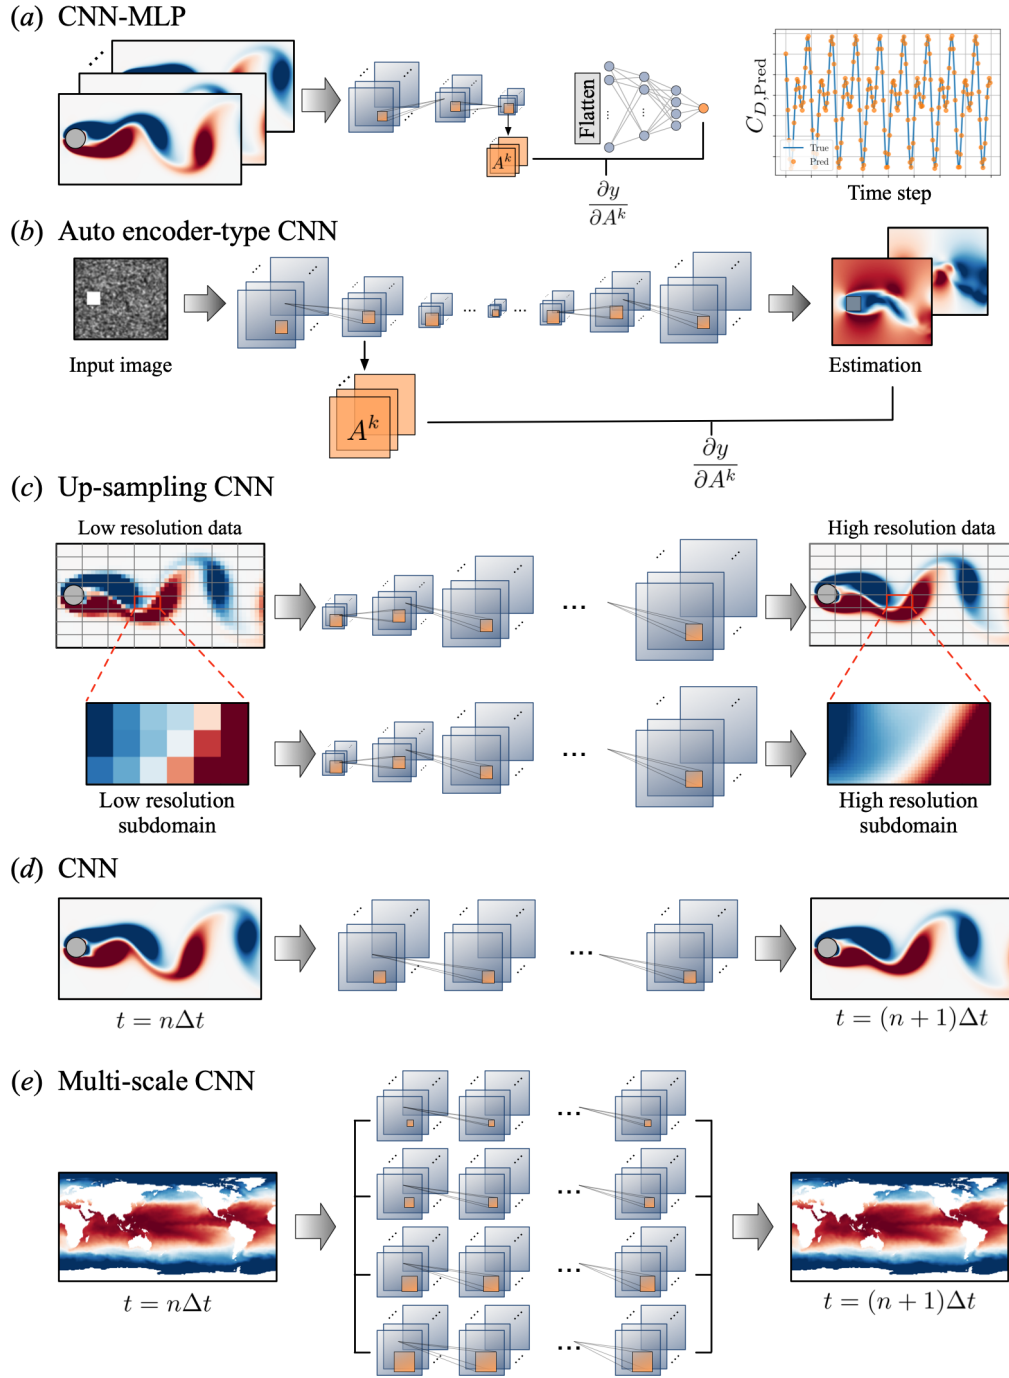 (a) CNN-MLP
Flatten
A^k
∂y
∂A^k
C_{D,Pred}
True
Pred
Time step
(b) Auto encoder-type CNN
Input image
Estimation
A^k
∂y
∂A^k
(c) Up-sampling CNN
Low resolution data
High resolution data
...
...
Low resolution
subdomain
High resolution
subdomain
(d) CNN
...
t = nΔt
t = (n + 1)Δt
(e) Multi-scale CNN
...
...
...
...
t = nΔt
t = (n + 1)Δt